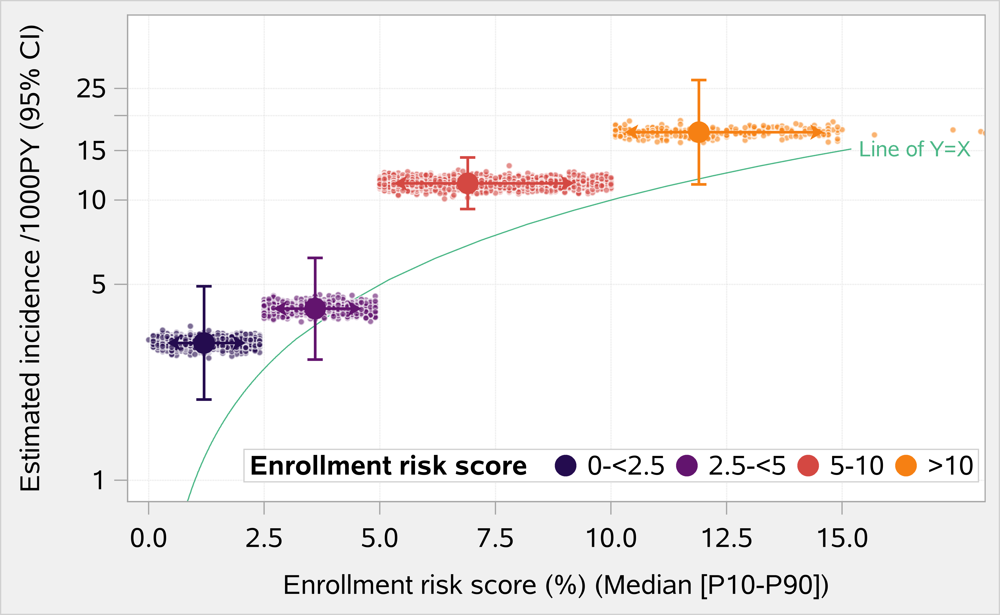 Estimated incidence /1000PY (95% CI)
25
15
10
5
1
Line of Y=X
Enrollment risk score 0-<2.5 2.5-<5 5-10 >10
0.0 2.5 5.0 7.5 10.0 12.5 15.0
Enrollment risk score (%) (Median [P10-P90])